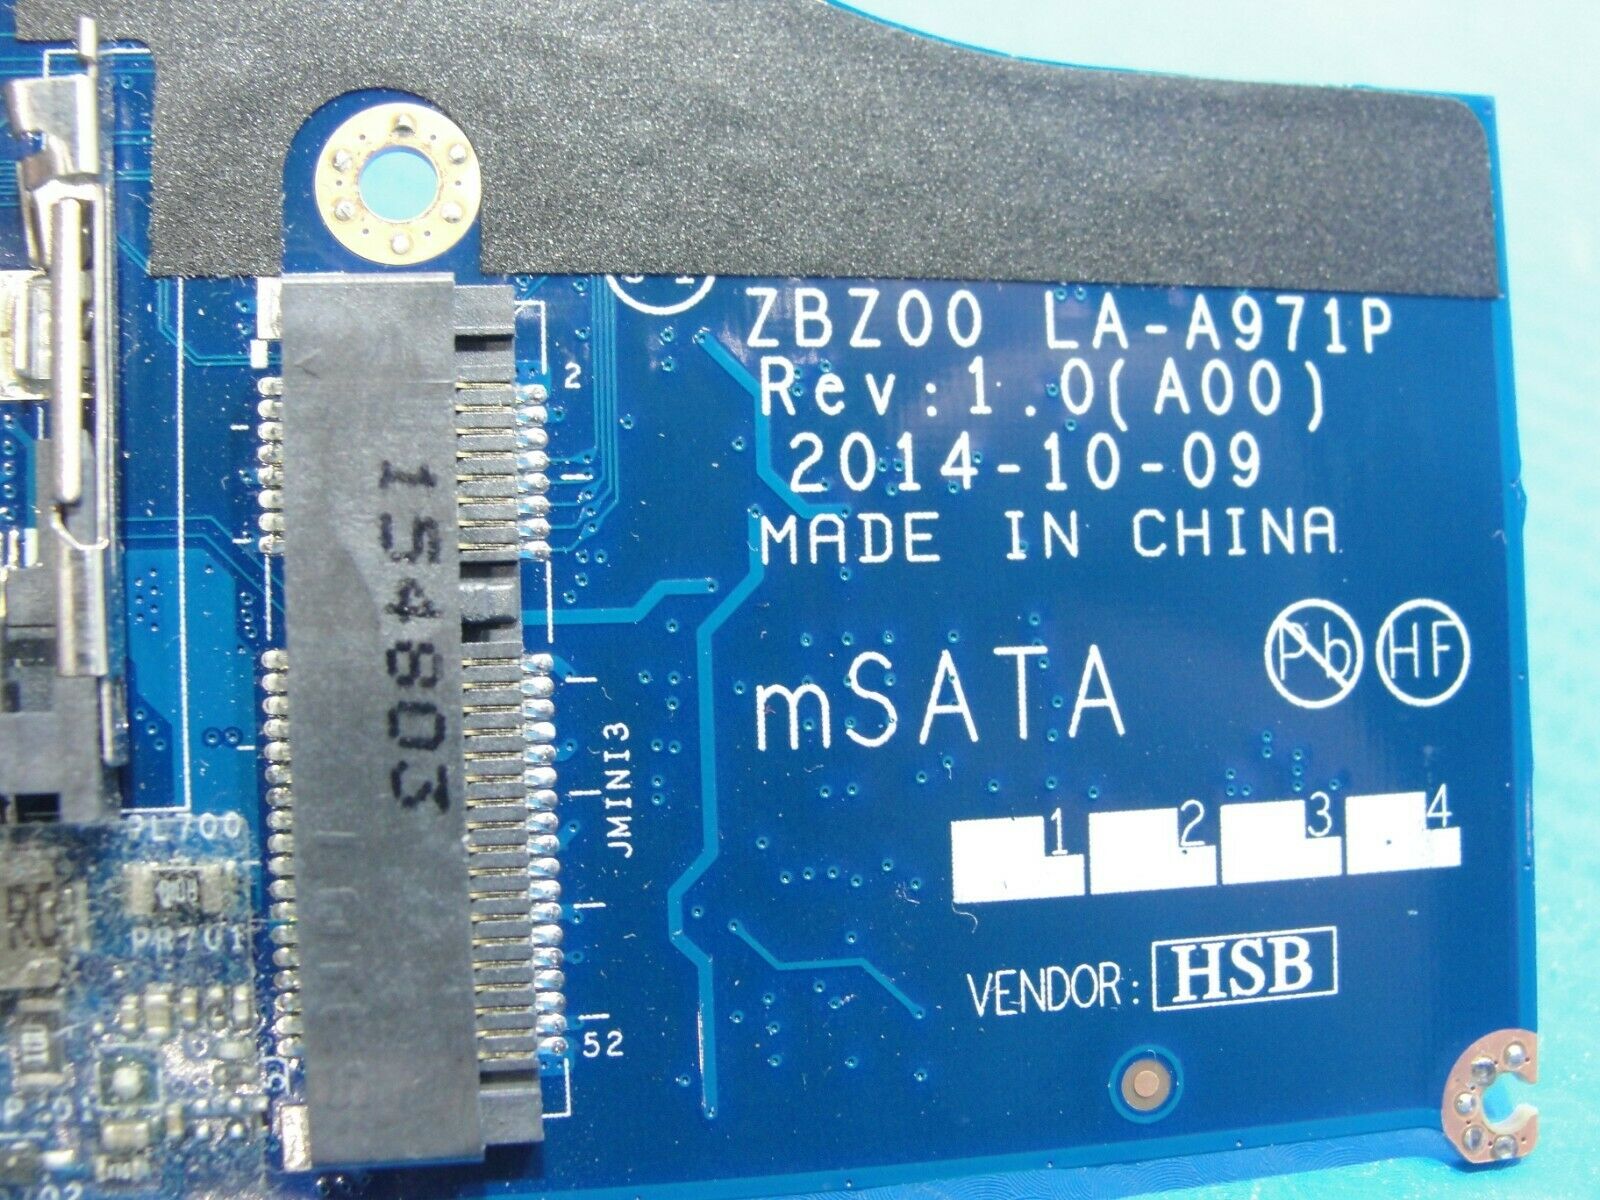 ZBZ00 LA-A971P
Rev:1.0(A00)
2014-10-09
MADE IN CHINA
mSATA
Pb
HF
1 2 3 4
VENDOR: HSB
2
154803
JMINI3
52
PL700
PR701